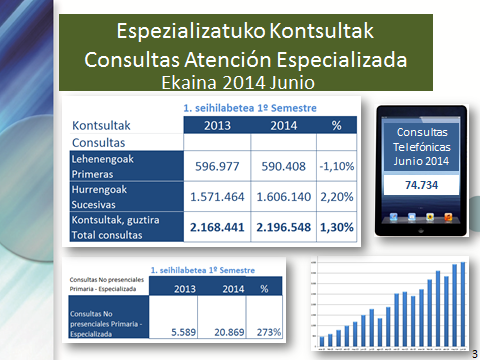 Espezializatuko Kontsultak
Consultas Atención Especializada
Ekaina 2014 Junio
1. seihilabetea 1º Semestre
Kontsultak 2013 2014 %
Consultas
Lehenengoak
Primeras
596.977 590.408 -1,10%
Hurrengoak
Sucesivas
1.571.464 1.606.140 2,20%
Kontsultak, guztira
Total consultas
2.168.441 2.196.548 1,30%
Consultas
Telefónicas
Junio 2014
74.734
1. seihilabetea 1º Semestre
Consultas No presenciales
Primaria - Especializada
2013 2014 %
Consultas No
presenciales Primaria -
Especializada
5.589 20.869 273%
3